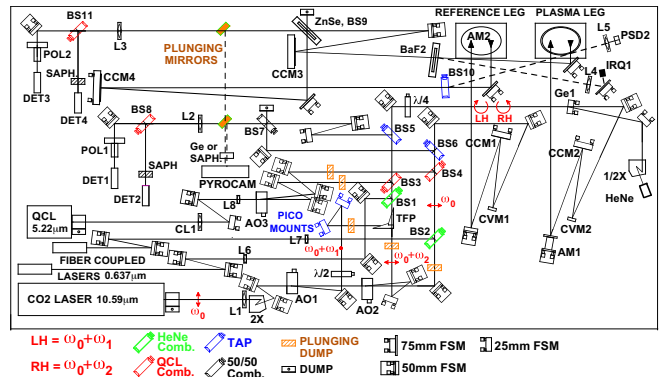 BS11
L3
PLUNGING
MIRRORS
ZnSe, BS9
REFERENCE LEG
PLASMA LEG
L5
PSD2
AM2
BaF2
BS10
IRQ1
L4
POL2
SAPH.
CCM4
CCM3
DET3
DET4
λ/4
LH
RH
Ge1
BS8
L2
BS7
BS5
BS6
CCM1
CCM2
POL1
Ge or
SAPH.
BS3
BS4
1/2X
HeNe
SAPH
PYROCAM
DET1
DET2
L8
AO3
PICO
MOUNTS
BS1
TFP
ω0
CVM1
CVM2
QCL
5.22μm
CL1
L7
BS2
AM1
ω0+ω1
ω0+ω2
L6
FIBER COUPLED
LASERS 0.637μm
λ/2
AO1
AO2
CO2 LASER 10.59μm
ω0
L1
2X
LH = ω0+ω1
HeNe
Comb.
TAP
PLUNGING
DUMP
75mm FSM
25mm FSM
RH = ω0+ω2
QCL
Comb.
50/50
Comb.
DUMP
50mm FSM